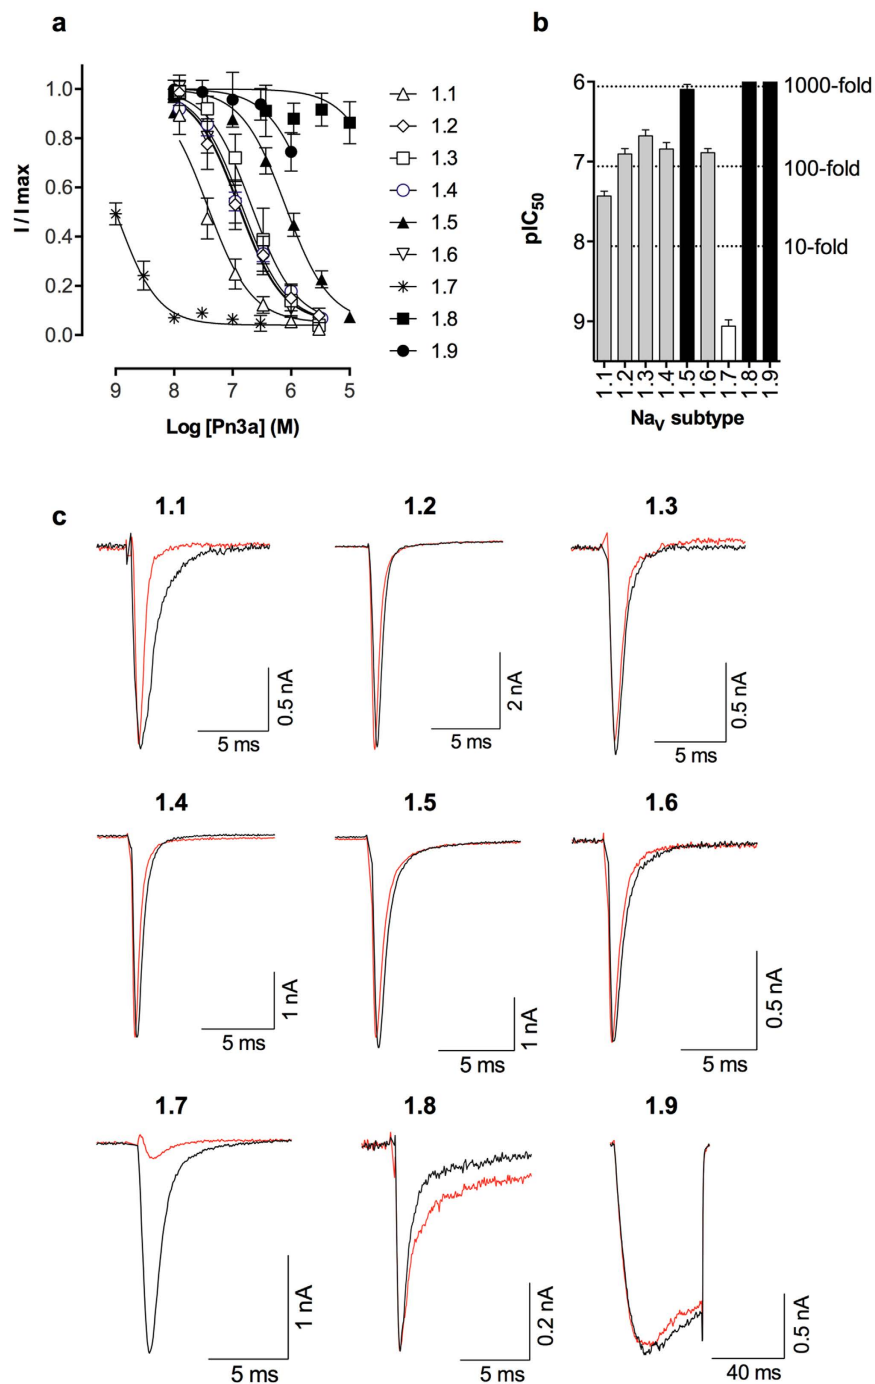 a
I / I max
1.0
0.8
0.6
0.4
0.2
0.0
9 8 7 6 5
Log [Pn3a] (M)
1.1
1.2
1.3
1.4
1.5
1.6
1.7
1.8
1.9
b
pIC50
6
7
8
9
1000-fold
100-fold
10-fold
1.1 1.2 1.3 1.4 1.5 1.6 1.7 1.8 1.9
NaV subtype
c
1.1
0.5 nA
5 ms
1.2
2 nA
5 ms
1.3
0.5 nA
5 ms
1.4
1 nA
5 ms
1.5
1 nA
5 ms
1.6
0.5 nA
5 ms
1.7
1 nA
5 ms
1.8
0.2 nA
5 ms
1.9
0.5 nA
40 ms